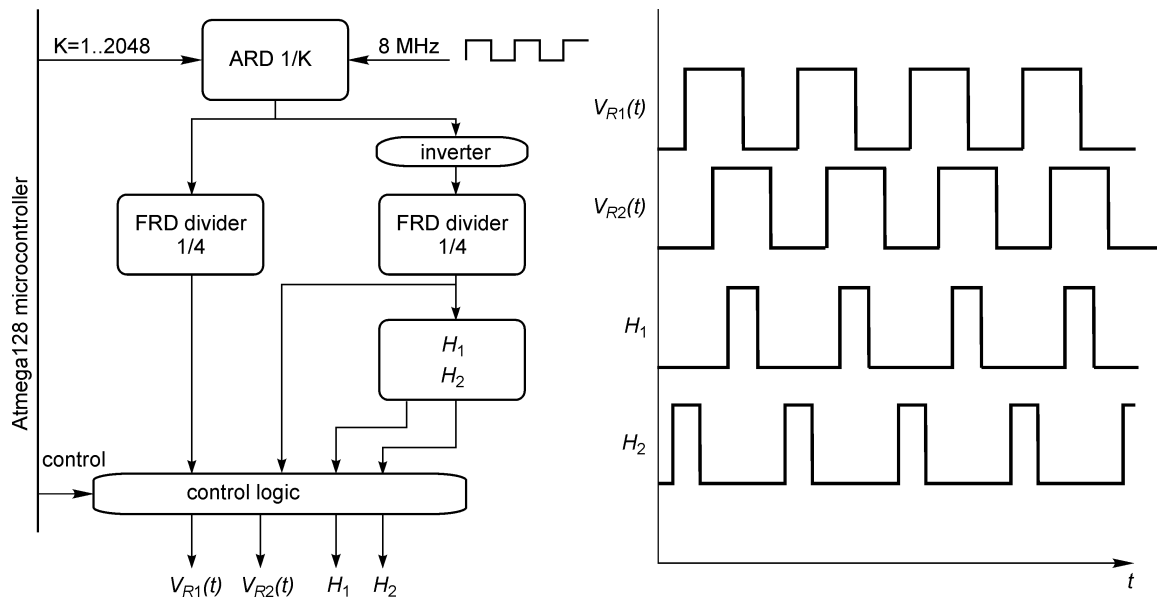 K=1..2048
ARD 1/K
8 MHz
inverter
FRD divider
1/4
FRD divider
1/4
H1
H2
Atmega128 microcontroller
control
control logic
VR1(t)
VR2(t)
H1
H2
VR1(t)
VR2(t)
H1
H2
t